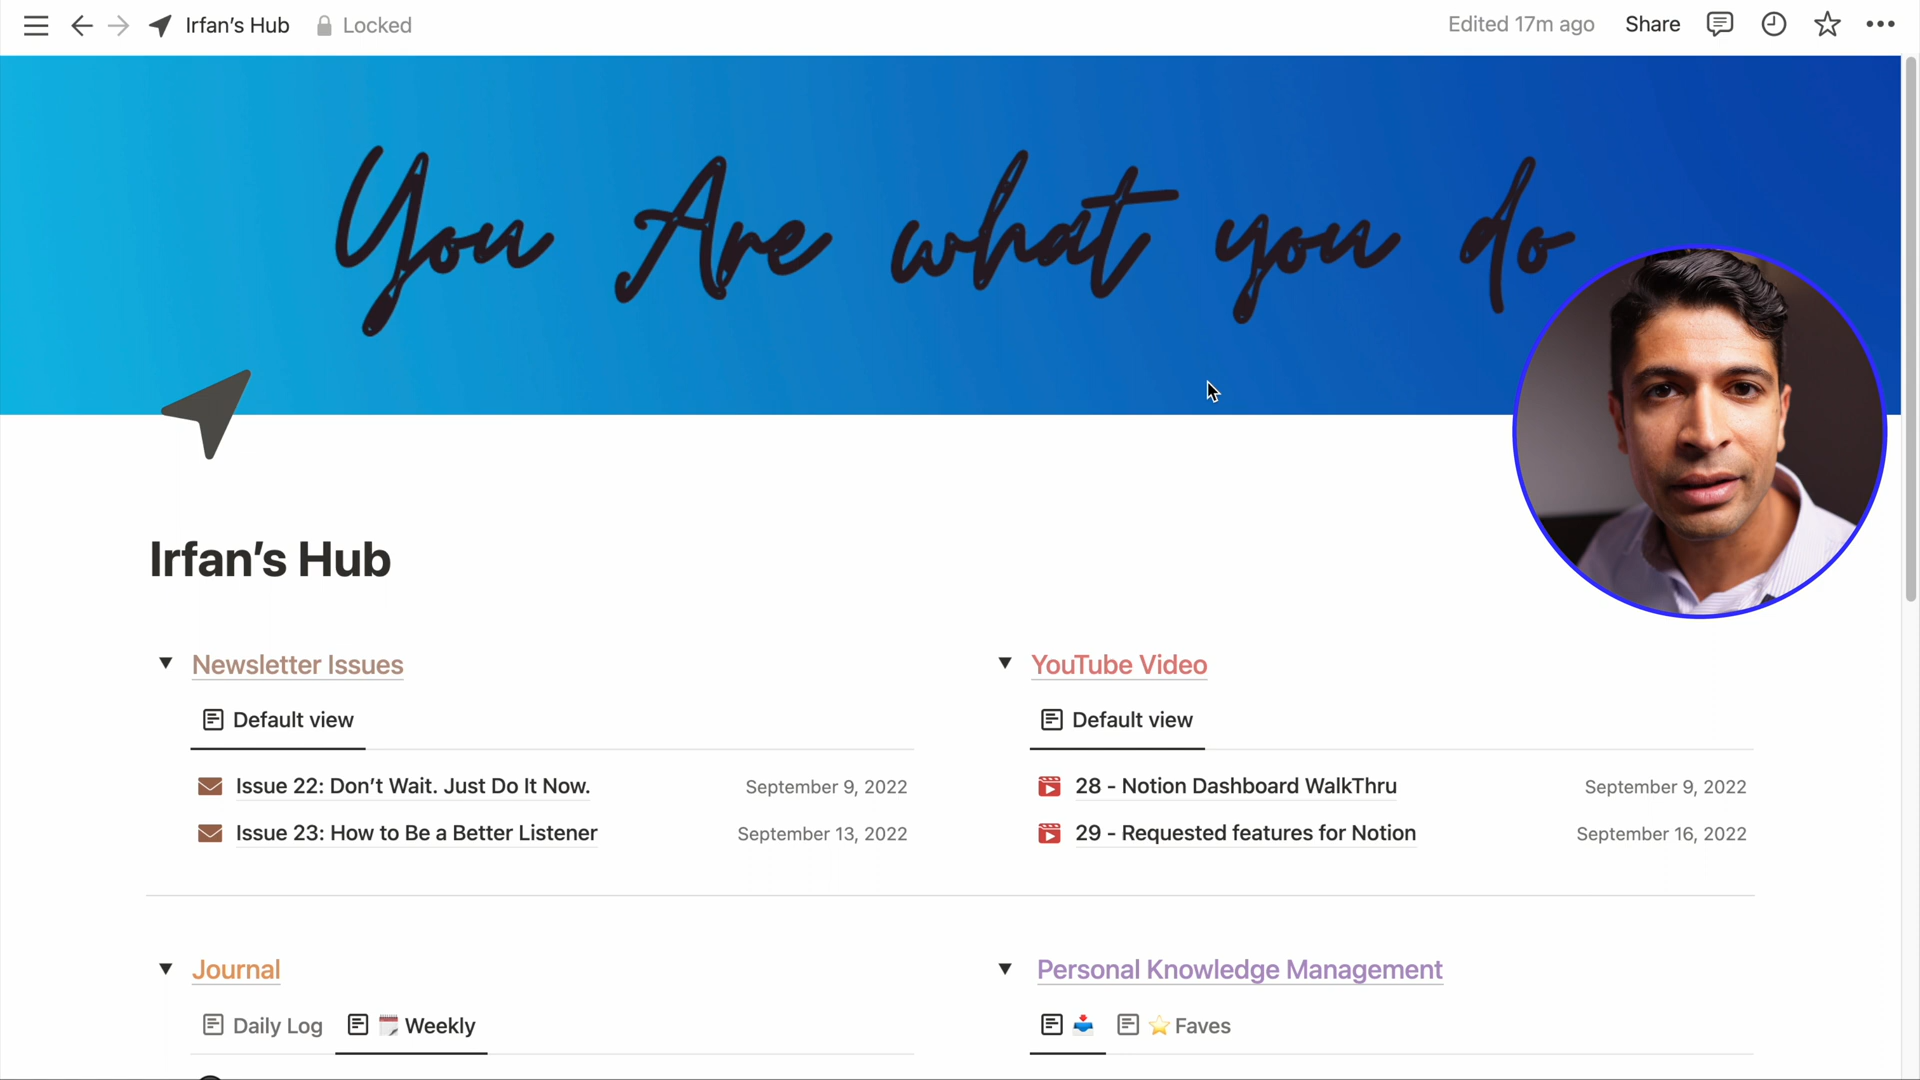 Irfan’s Hub Locked Edited 17m ago Share
You Are what you do
Irfan’s Hub
Newsletter Issues
Default view
Issue 22: Don’t Wait. Just Do It Now. September 9, 2022
Issue 23: How to Be a Better Listener September 13, 2022
YouTube Video
Default view
28 - Notion Dashboard WalkThru September 9, 2022
29 - Requested features for Notion September 16, 2022
Journal
Daily Log Weekly
Personal Knowledge Management
Faves